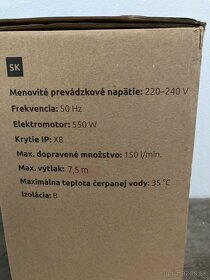 SK
Menovité prevádzkové napätie: 220–240 V
Frekvencia: 50 Hz
Elektromotor: 550 W
Krytie IP: X8
Max. dopravené množstvo: 150 l/min.
Max. výtlak: 7,5 m
Maximálna teplota čerpanej vody: 35 °C
Izolácia: B